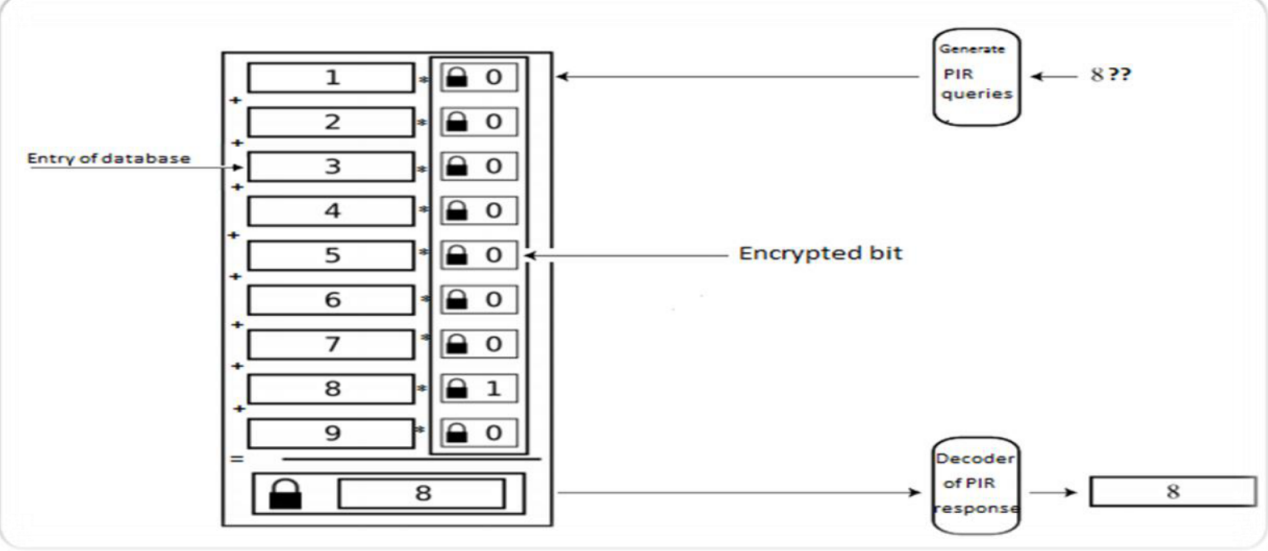 Generate
PIR
queries
8 ??
1 * 0
+
2 * 0
+
Entry of database
3 * 0
+
4 * 0
+
5 * 0
Encrypted bit
+
6 * 0
+
7 * 0
+
8 * 1
+
9 * 0
=
8
Decoder
of PIR
response
8